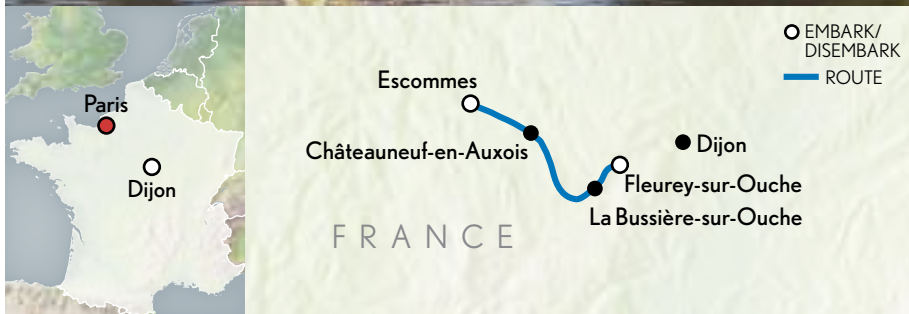 Paris
Dijon
EMBARK/
DISEMBARK
ROUTE
Escommes
Châteauneuf-en-Auxois
Dijon
Fleurey-sur-Ouche
La Bussière-sur-Ouche
FRANCE